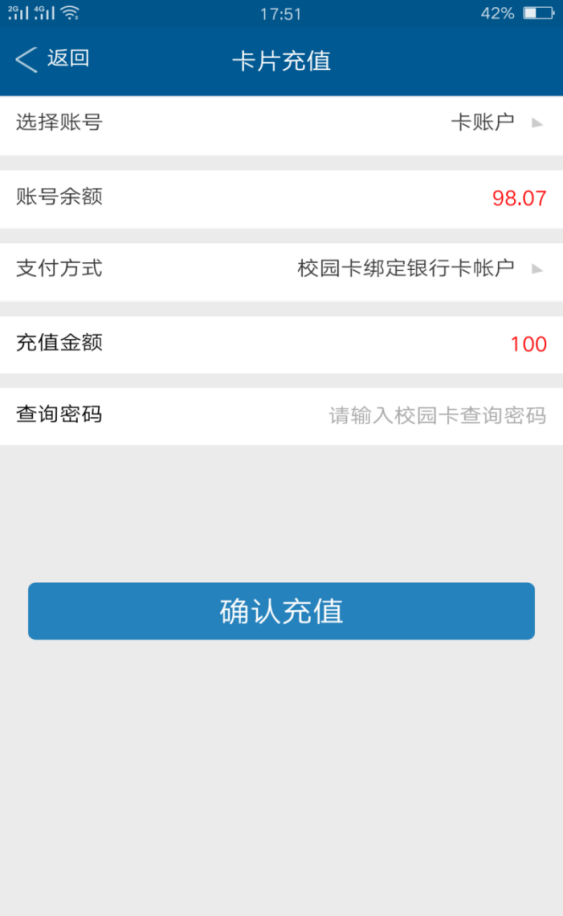 2G 4G 17:51 42%
返回 卡片充值
选择账号 卡账户
账号余额 98.07
支付方式 校园卡绑定银行卡帐户
充值金额 100
查询密码 请输入校园卡查询密码
确认充值